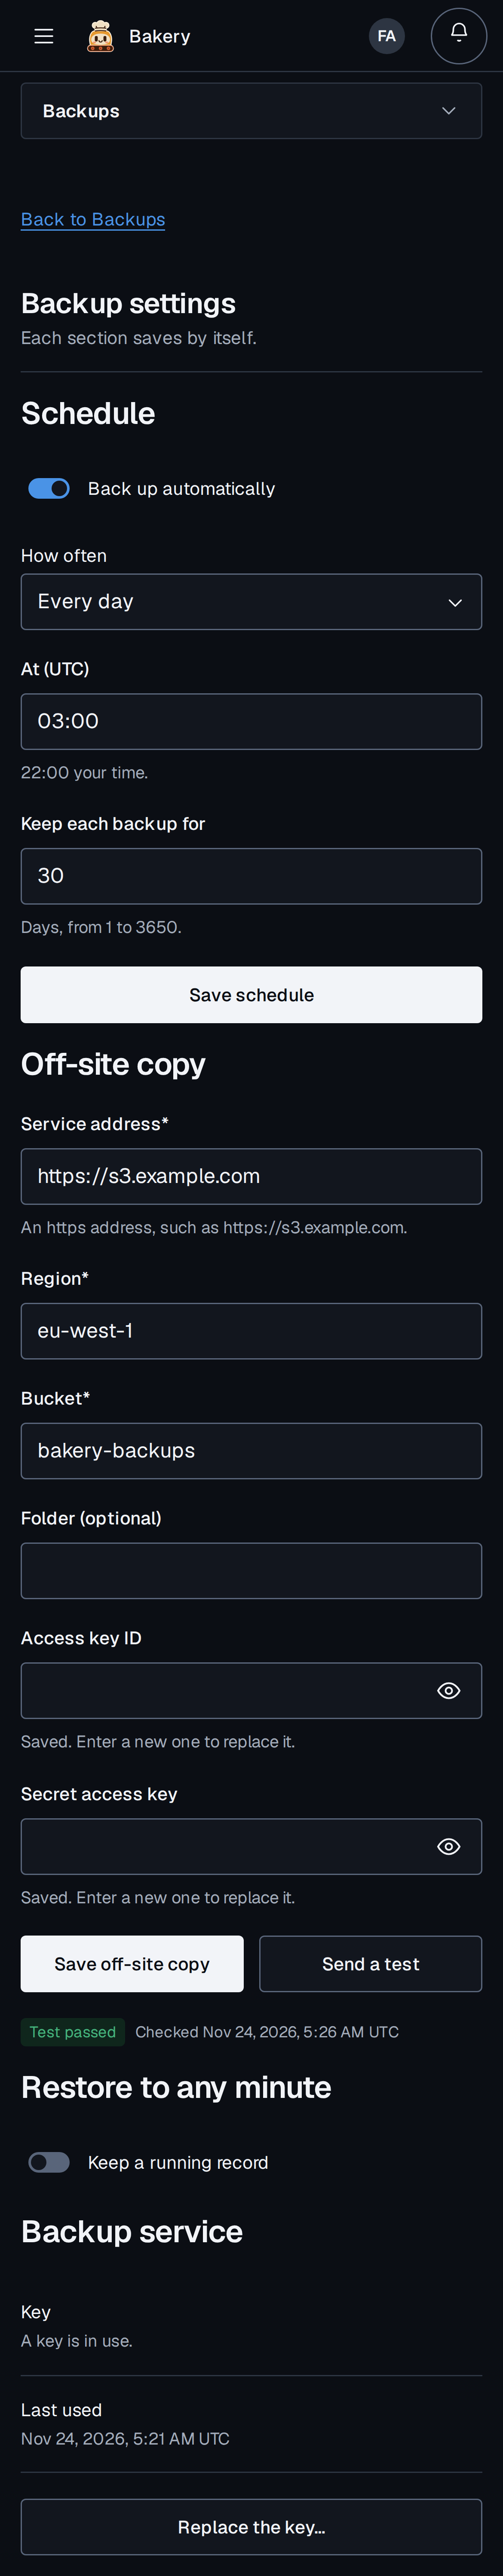 Bakery
FA
Backups
Back to Backups
Backup settings
Each section saves by itself.
Schedule
Back up automatically
How often
Every day
At (UTC)
03:00
22:00 your time.
Keep each backup for
30
Days, from 1 to 3650.
Save schedule
Off-site copy
Service address*
https://s3.example.com
An https address, such as https://s3.example.com.
Region*
eu-west-1
Bucket*
bakery-backups
Folder (optional)
Access key ID
Saved. Enter a new one to replace it.
Secret access key
Saved. Enter a new one to replace it.
Save off-site copy
Send a test
Test passed
Checked Nov 24, 2026, 5:26 AM UTC
Restore to any minute
Keep a running record
Backup service
Key
A key is in use.
Last used
Nov 24, 2026, 5:21 AM UTC
Replace the key...